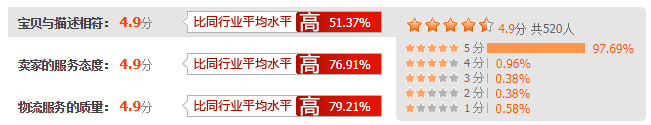 宝贝与描述相符： 4.9分 比同行业平均水平 高 51.37%
卖家的服务态度： 4.9分 比同行业平均水平 高 76.91%
物流服务的质量： 4.9分 比同行业平均水平 高 79.21%
4.9分 共520人
5分 97.69%
4分 0.96%
3分 0.38%
2分 0.38%
1分 0.58%